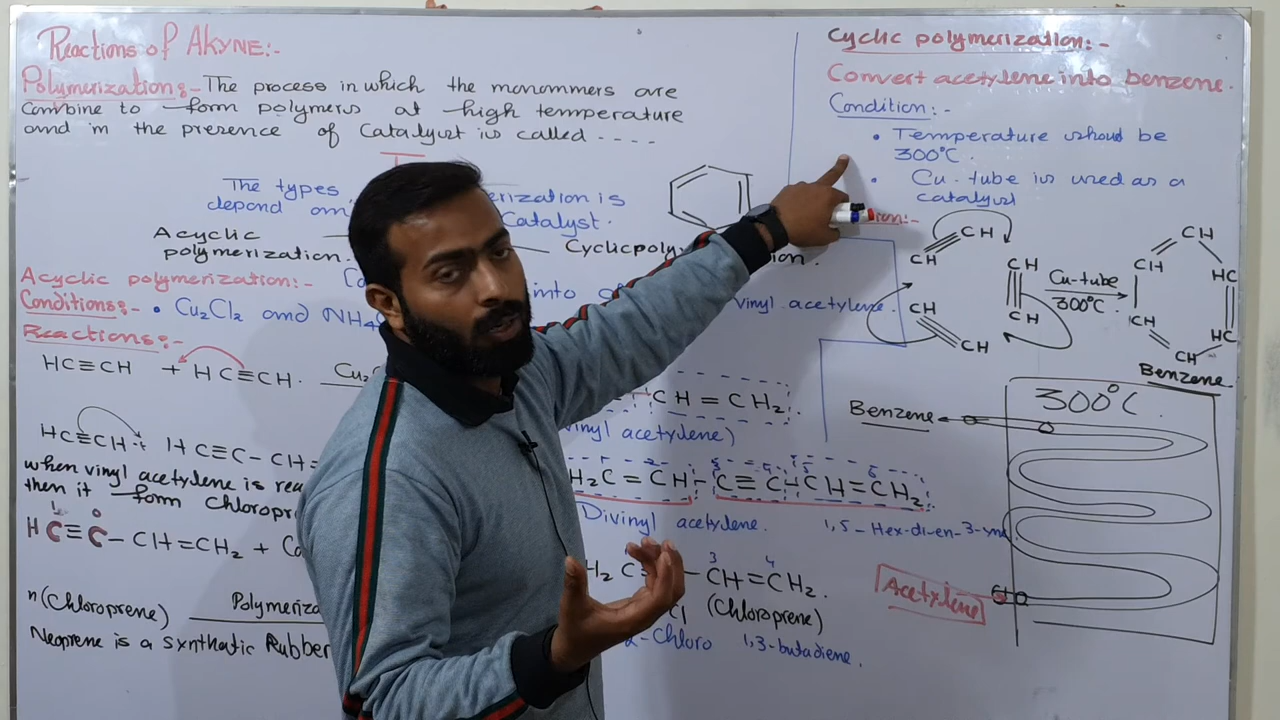 Reactions of AlKYNE:-
Polymerization:- The process in which the monommers are
combine to form polymers at high temperature
and in the presence of Catalyst is called ----
The types
erization is
depond on
Catalyst.
Acyclic
polymerization.
Cyclicpoly
Acyclic polymerization:-
into
vinyl acetylene.
Conditions:- • Cu₂Cl₂ and NH₄
Reactions:-
HC≡CH + HC≡CH.
CH=CH₂
vinyl acetylene)
HC≡CH + HC≡C-CH=
H₂C=CH-C≡C-CH=CH₂
when vinyl acetylene is
then it form
Divinyl acetylene.
1,5-Hex-di-en-3-yne
HC≡C-CH=CH₂ +
H₂C
-CH=CH₂.
3 4
Cl (Chloroprene)
2-Chloro 1,3-butadiene.
n(Chloroprene)
Neoprene is a synthatic Rubber
Cyclic polymerization:-
Convert acetylene into benzene.
Condition:-
• Temperature should be
300°C.
• Cu-tube is used as a
catalyst
CH
CH
CH
CH
CH
CH
Cu-tube
300°C.
CH
CH
HC
HC
CH
CH
Benzene
300°C.
Benzene
Acetylene